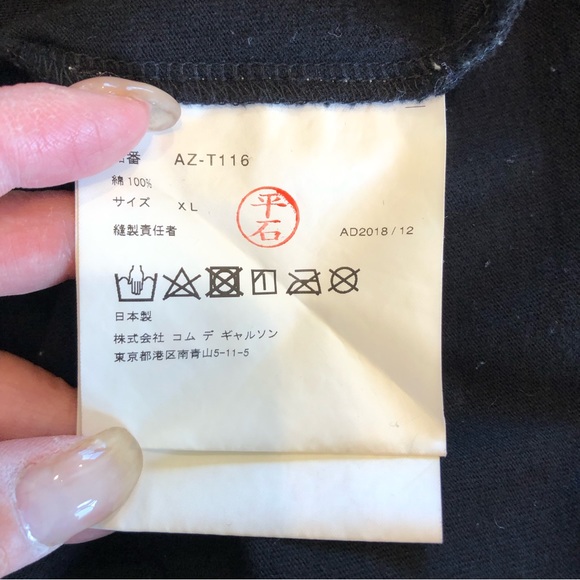 番 AZ-T116
綿 100%
サイズ XL
平石
縫製責任者 AD2018 / 12
日本製
株式会社 コム デ ギャルソン
東京都港区南青山5-11-5